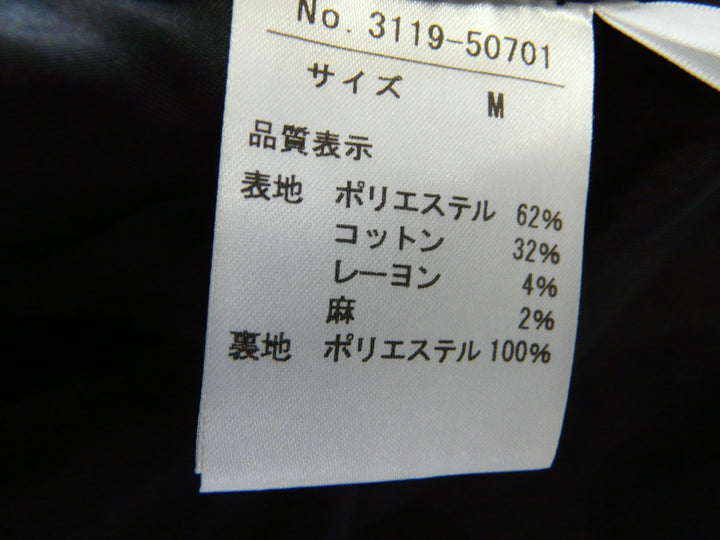 No. 3119-50701
サイズ M
品質表示
表地 ポリエステル 62%
コットン 32%
レーヨン 4%
麻 2%
裏地 ポリエステル 100%